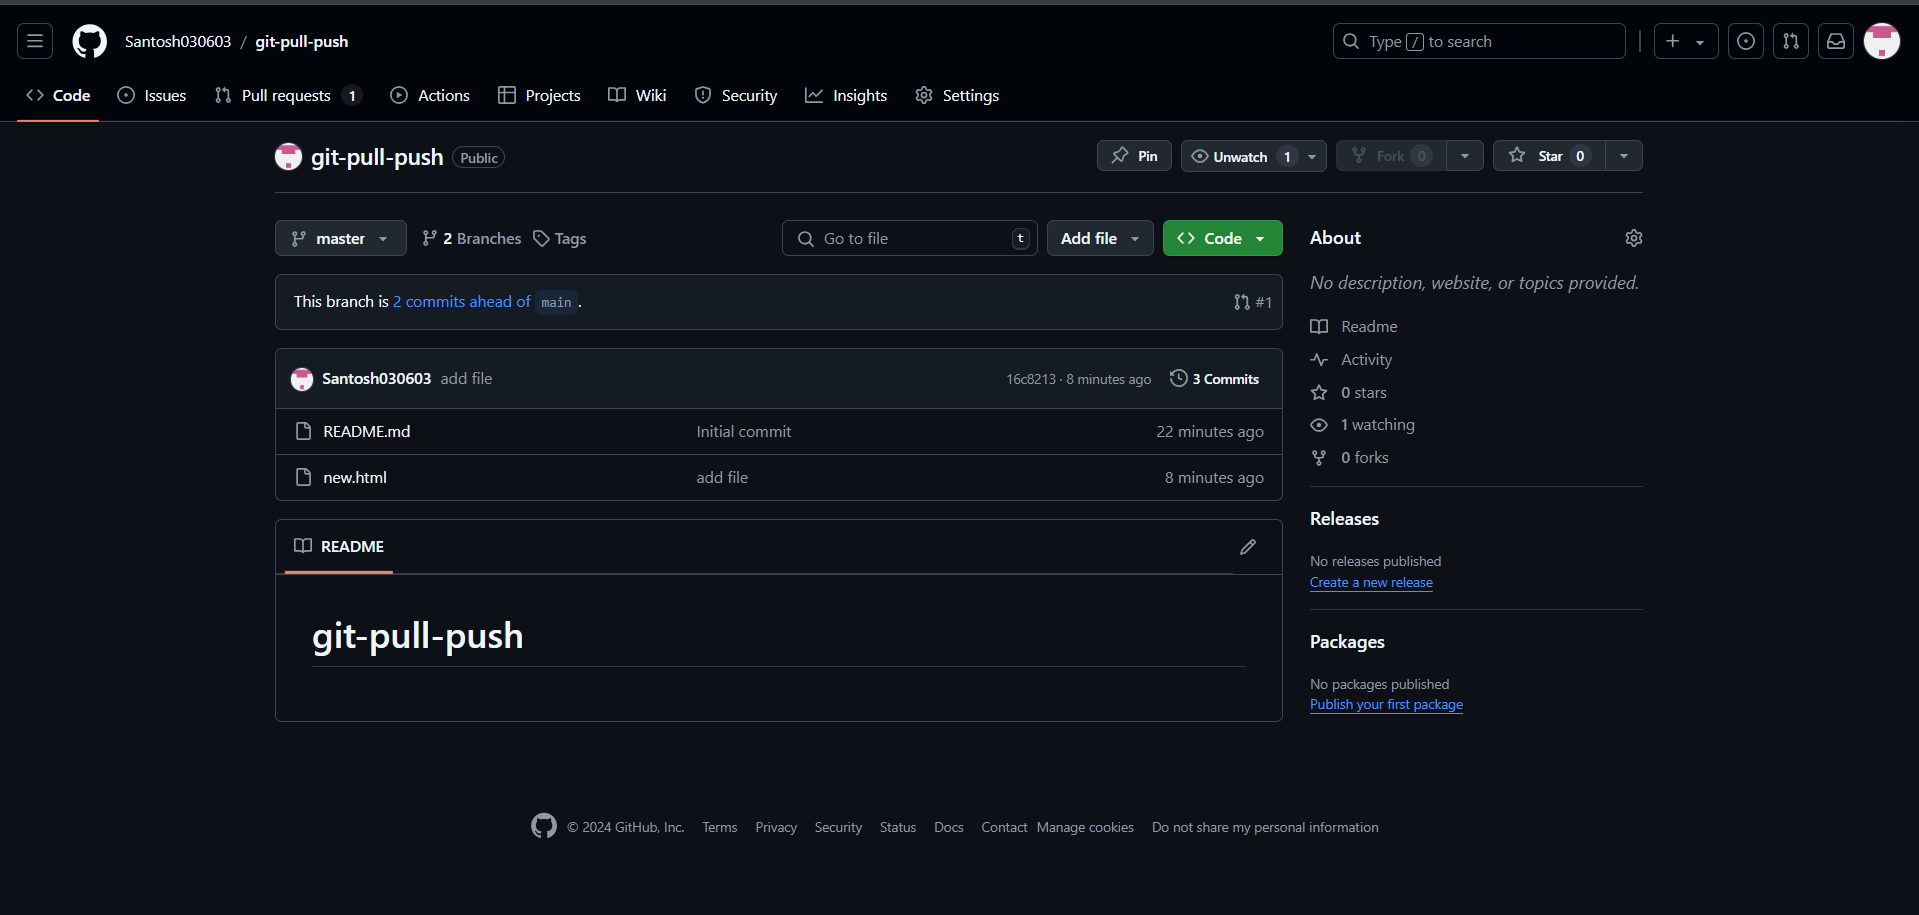 Santosh030603 / git-pull-push
Type / to search
Code
Issues
Pull requests 1
Actions
Projects
Wiki
Security
Insights
Settings
git-pull-push Public
Pin
Unwatch 1
Fork 0
Star 0
master
2 Branches
Tags
Go to file t
Add file
Code
This branch is 2 commits ahead of main .
#1
Santosh030603 add file
16c8213 · 8 minutes ago
3 Commits
README.md Initial commit 22 minutes ago
new.html add file 8 minutes ago
README
git-pull-push
About
No description, website, or topics provided.
Readme
Activity
0 stars
1 watching
0 forks
Releases
No releases published
Create a new release
Packages
No packages published
Publish your first package
© 2024 GitHub, Inc. Terms Privacy Security Status Docs Contact Manage cookies Do not share my personal information